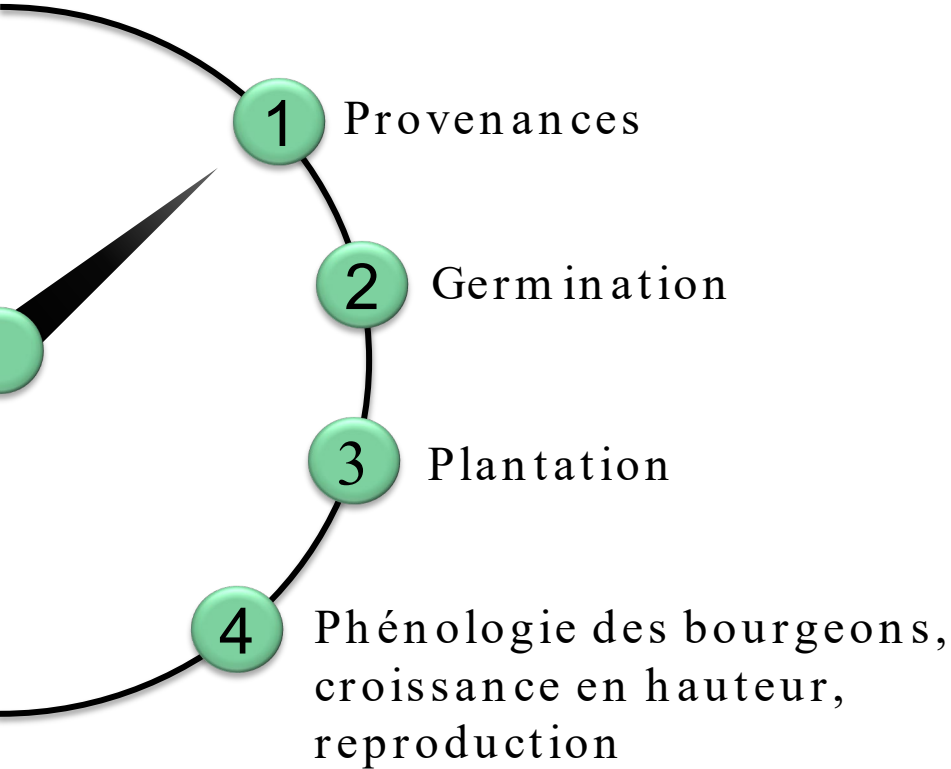 1 Provenances
2 Germination
3 Plantation
4 Phénologie des bourgeons,
croissance en hauteur,
reproduction